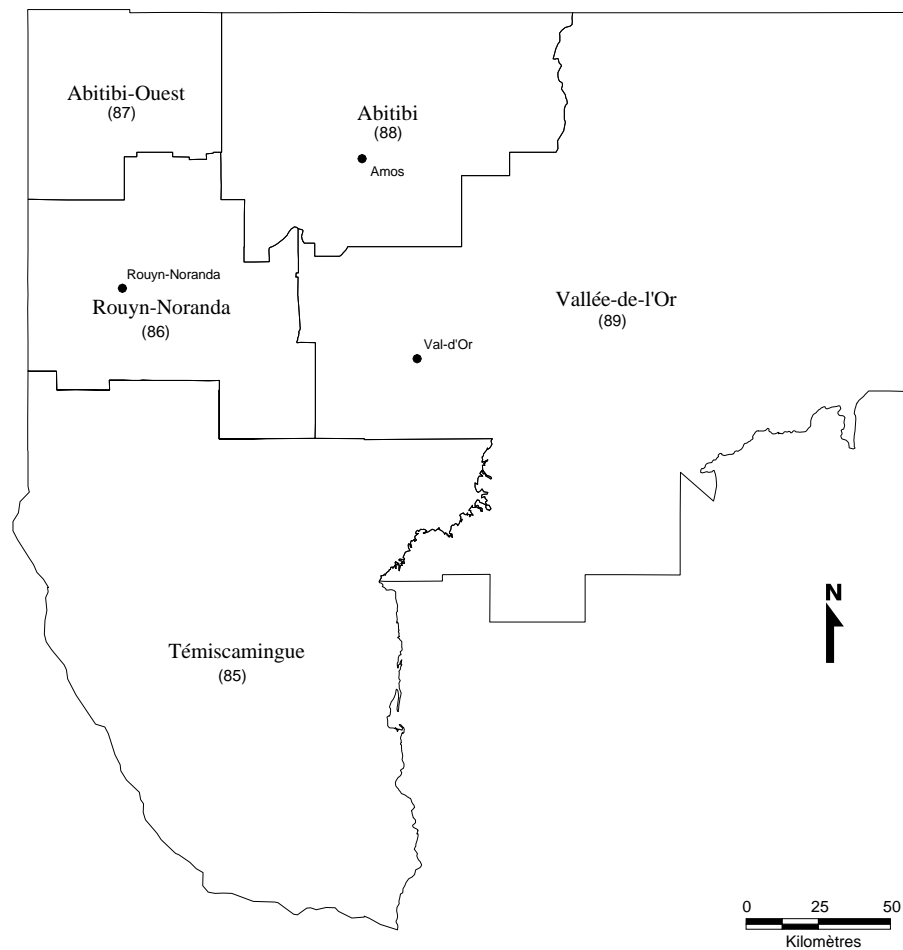 Abitibi-Ouest
(87)
Abitibi
(88)
Amos
Rouyn-Noranda
Rouyn-Noranda
(86)
Vallée-de-l'Or
(89)
Val-d'Or
N
Témiscamingue
(85)
0 25 50
Kilomètres